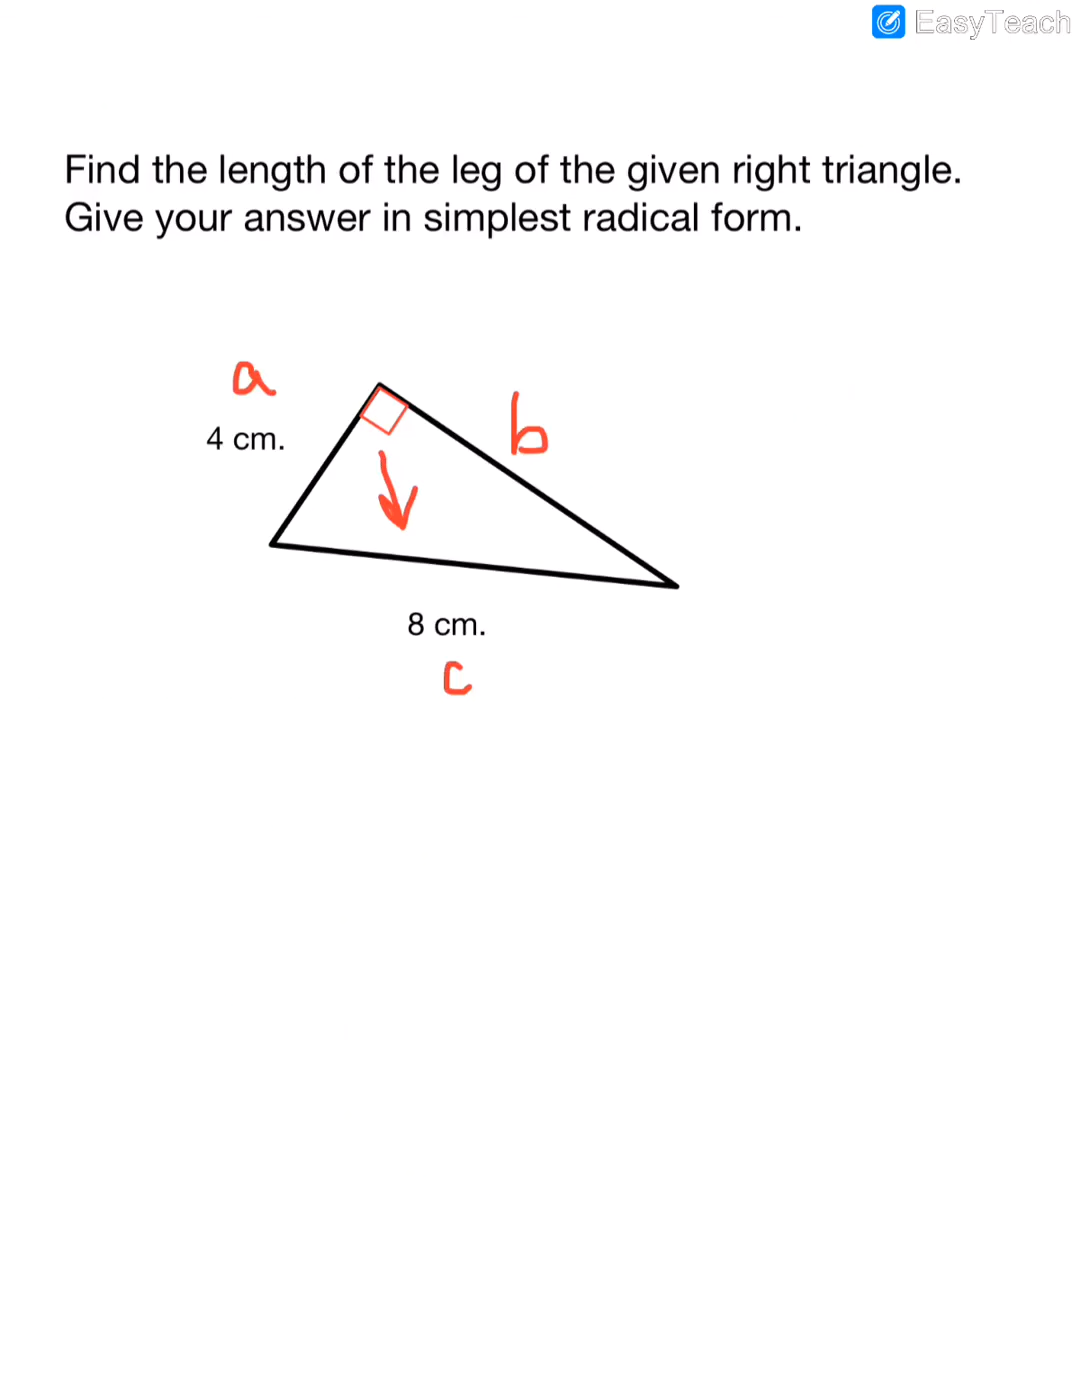 EasyTeach
Find the length of the leg of the given right triangle.
Give your answer in simplest radical form.
a
b
4 cm.
8 cm.
c